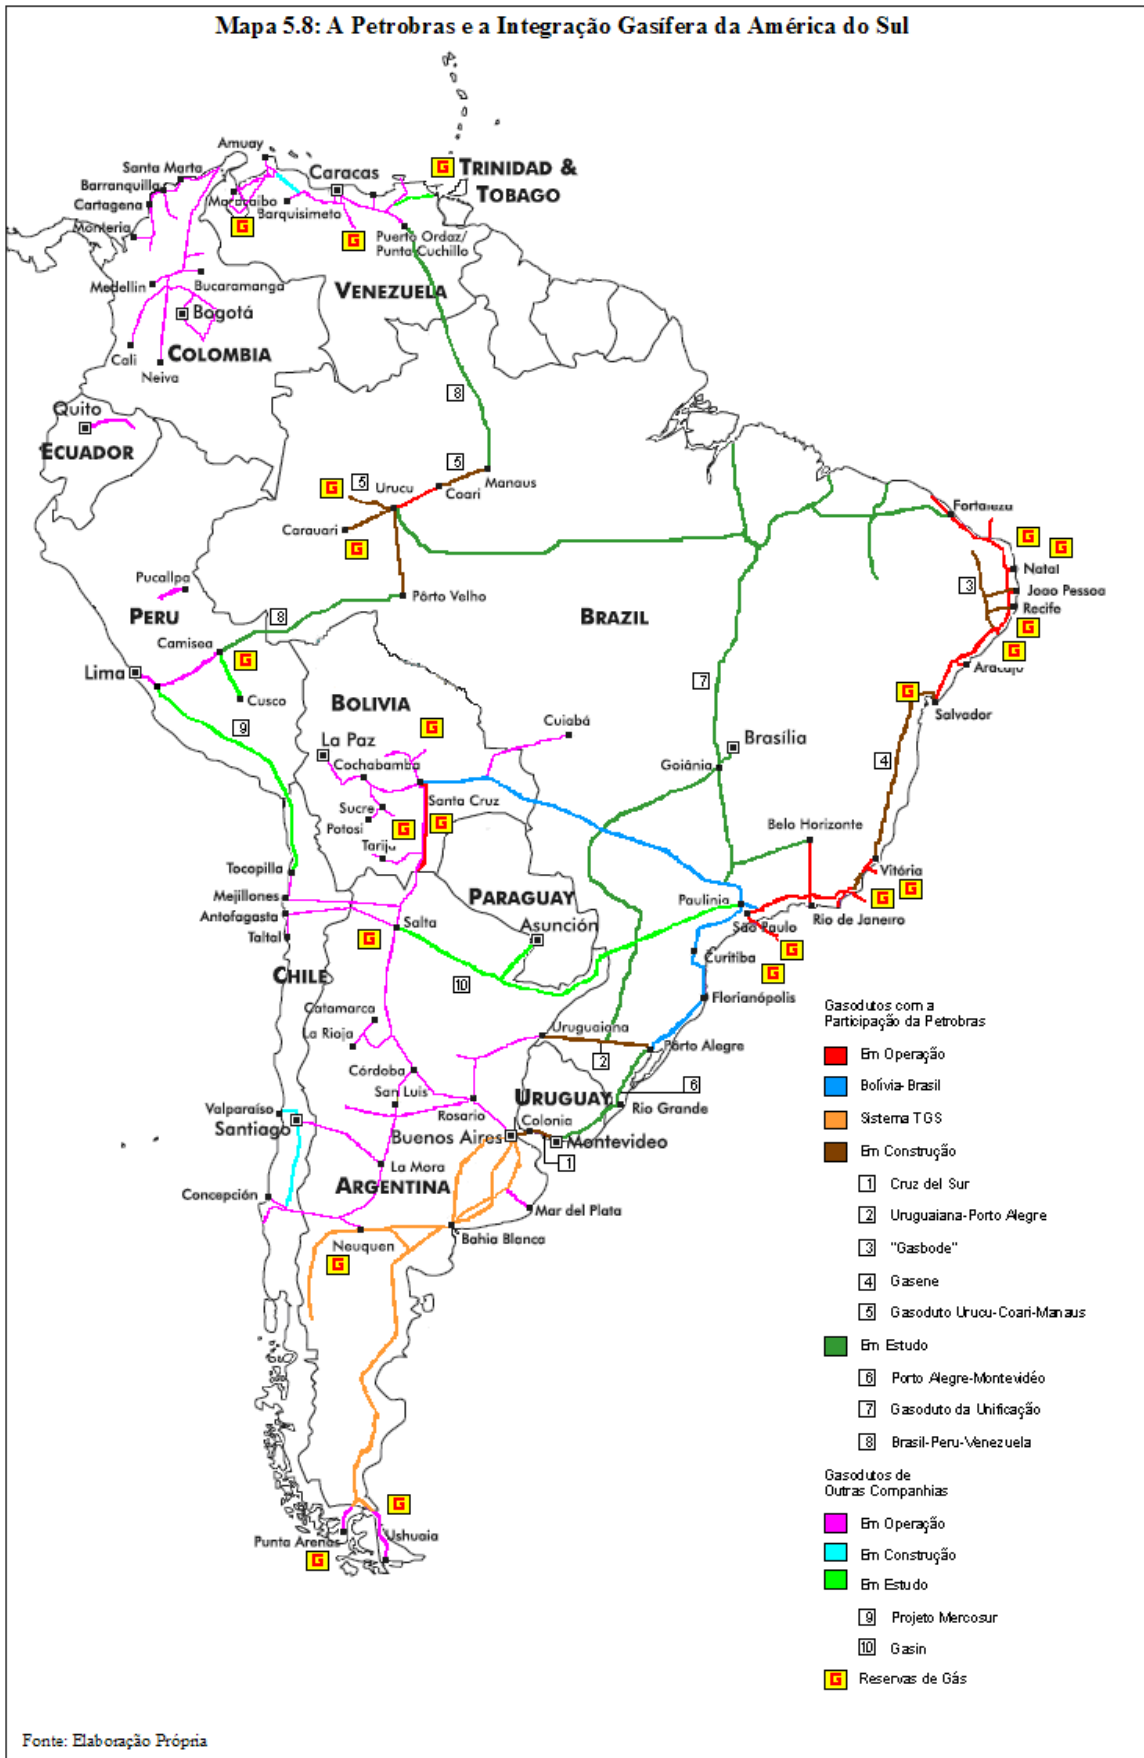 Mapa 5.8: A Petrobras e a Integração Gasífera da América do Sul
Amuay
Santa Marta
Caracas
G
TRINIDAD &
TOBAGO
Barranquilla
Maracaibo
Cartagena
Barquisimeto
Monteria
G
G
Puerto Ordaz/
Punta Cuchillo
Medellin
Bucaramanga
VENEZUELA
Bogotá
COLOMBIA
Cali
Neiva
8
Quito
ECUADOR
5
Manaus
G
5
Urucu
Coari
Fortaleza
Carauari
G
G
G
Natal
Pucallpa
3
Joao Pessoa
Pôrto Velho
Recife
PERU
8
BRAZIL
G
Camisea
G
G
Lima
Aracaju
Cusco
7
G
BOLIVIA
Salvador
9
G
Cuiabá
La Paz
Brasília
Cochabamba
Goiânia
4
Santa Cruz
Sucre
Potosi
G
G
Belo Horizonte
Tarija
Tocopilla
Vitória
Mejillones
PARAGUAY
Paulinia
G
G
Antofagasta
Salta
São Paulo
Rio de Janeiro
Taltal
G
Asunción
G
Curitiba
CHILE
10
G
Florianópolis
Catamarca
La Rioja
Uruguaiana
2
Pôrto Alegre
Córdoba
6
San Luis
URUGUAY
Rio Grande
Valparaíso
Rosario
Santiago
Colonia
Buenos Aires
Montevideo
1
La Mora
ARGENTINA
Concepción
Mar del Plata
Neuquen
Bahia Blanca
G
G
Punta Arenas
Ushuaia
G
Gasodutos com a
Participação da Petrobras
Em Operação
Bolívia-Brasil
Sistema TGS
Em Construção
1 Cruz del Sur
2 Uruguaiana-Porto Alegre
3 "Gasbode"
4 Gasene
5 Gasoduto Urucu-Coari-Manaus
Em Estudo
6 Porto Alegre-Montevidéo
7 Gasoduto da Unificação
8 Brasil-Peru-Venezuela
Gasodutos de
Outras Companhias
Em Operação
Em Construção
Em Estudo
9 Projeto Mercosur
10 Gasin
G Reservas de Gás
Fonte: Elaboração Própria